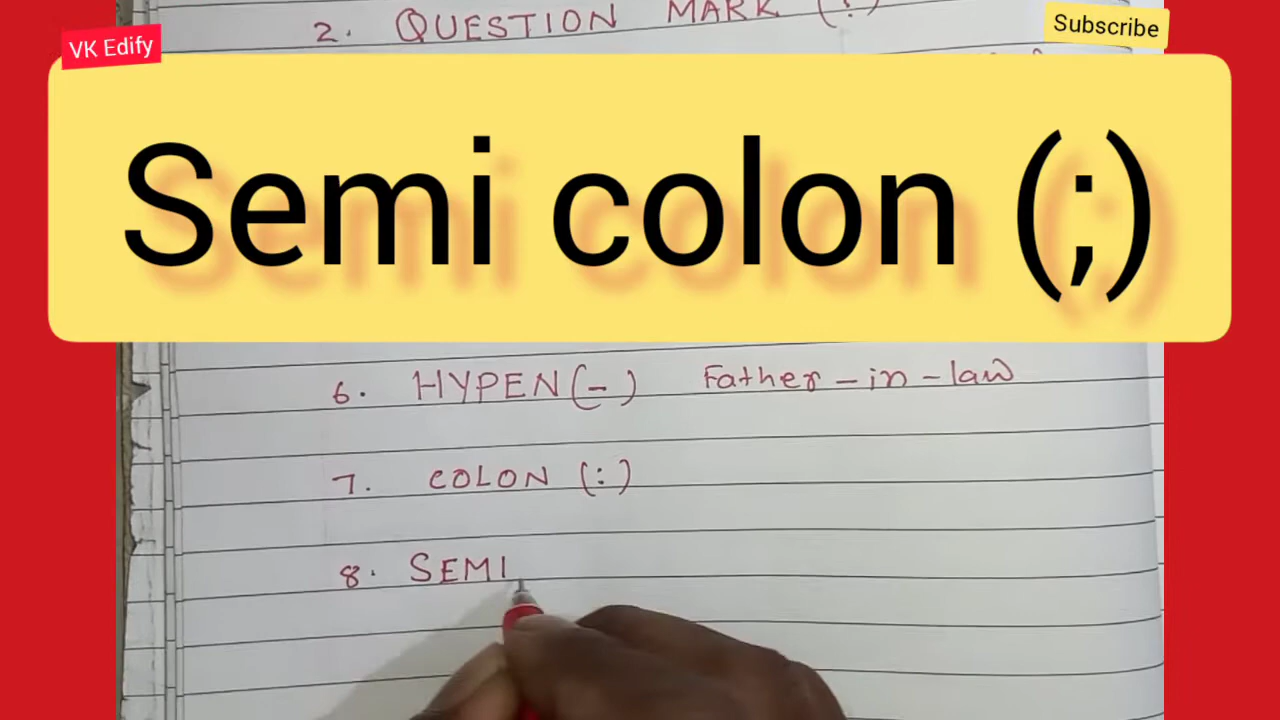 2. QUESTION MARK (?)
VK Edify
Subscribe
Semi colon (;)
6. HYPEN (-) Father-in-law
7. COLON (:)
8. SEMI